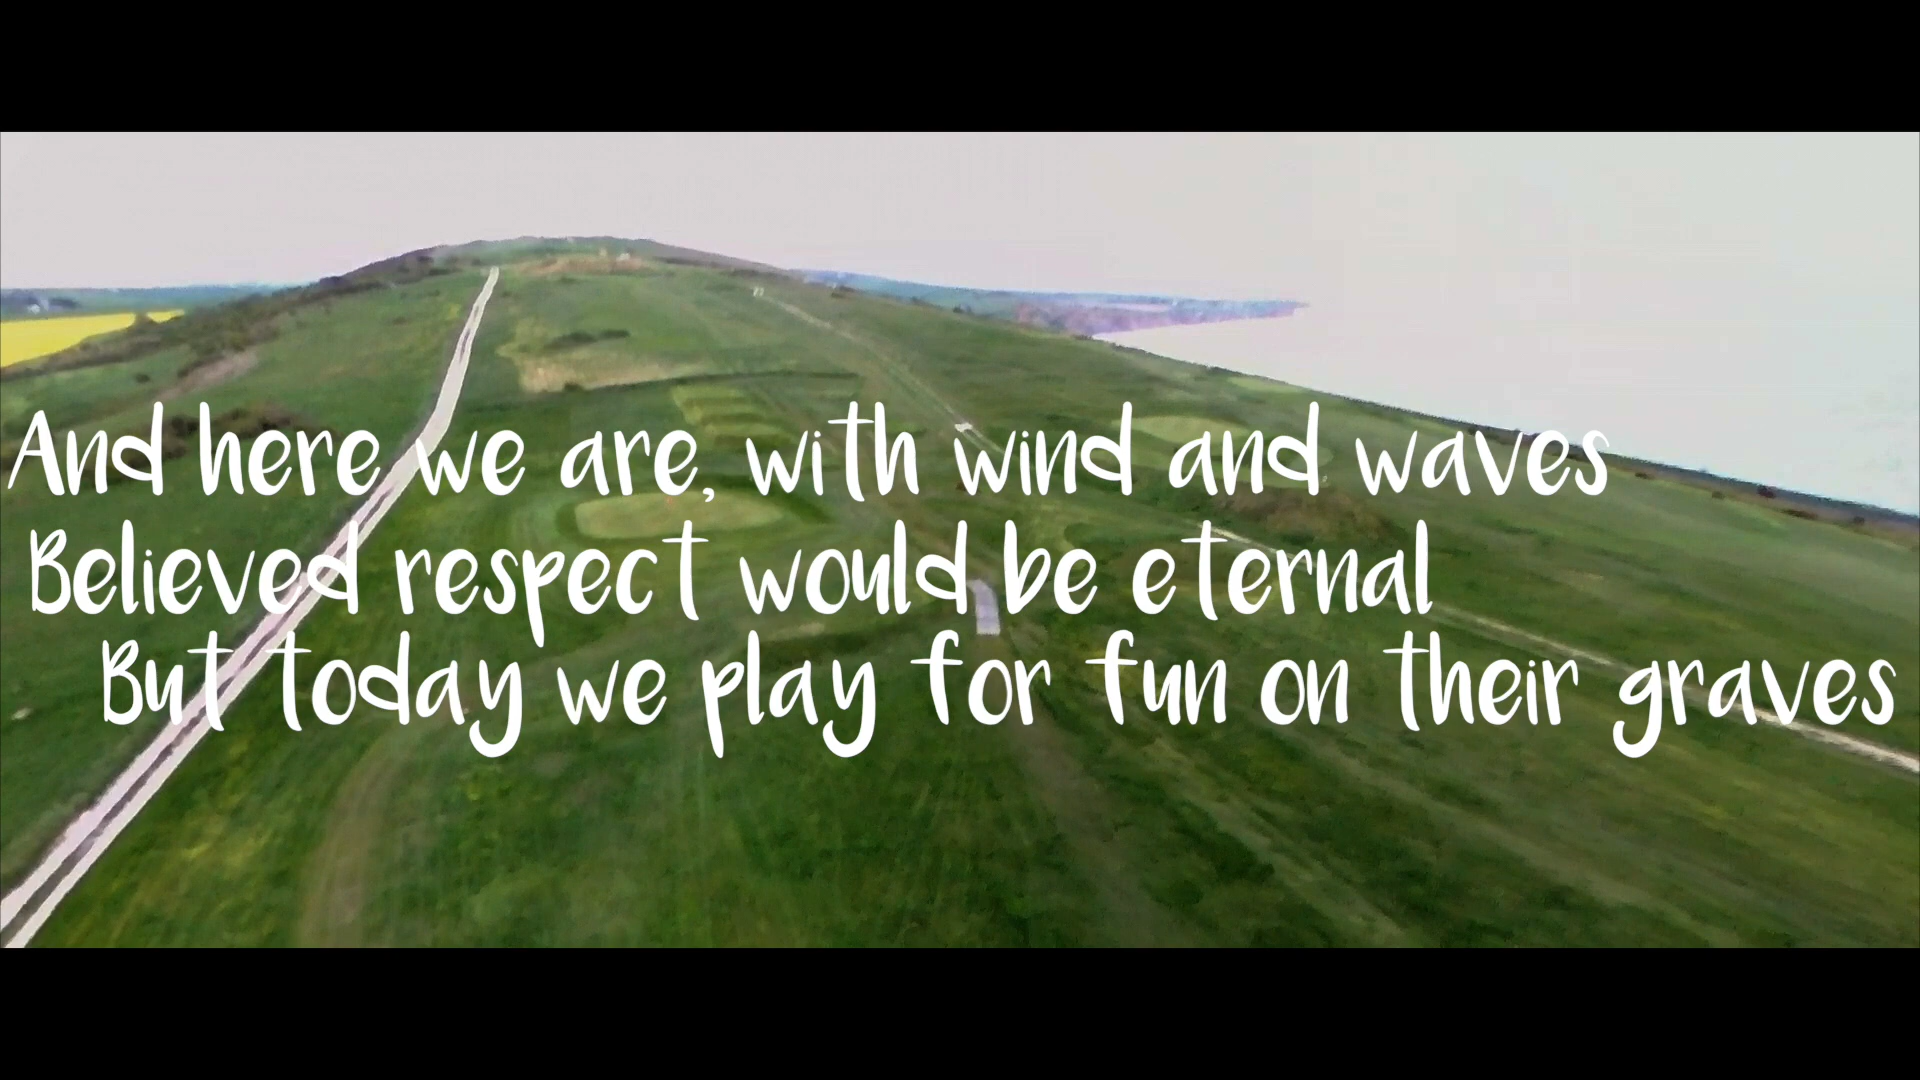 And here we are, with wind and waves
Believed respect would be eternal
But today we play for fun on their graves